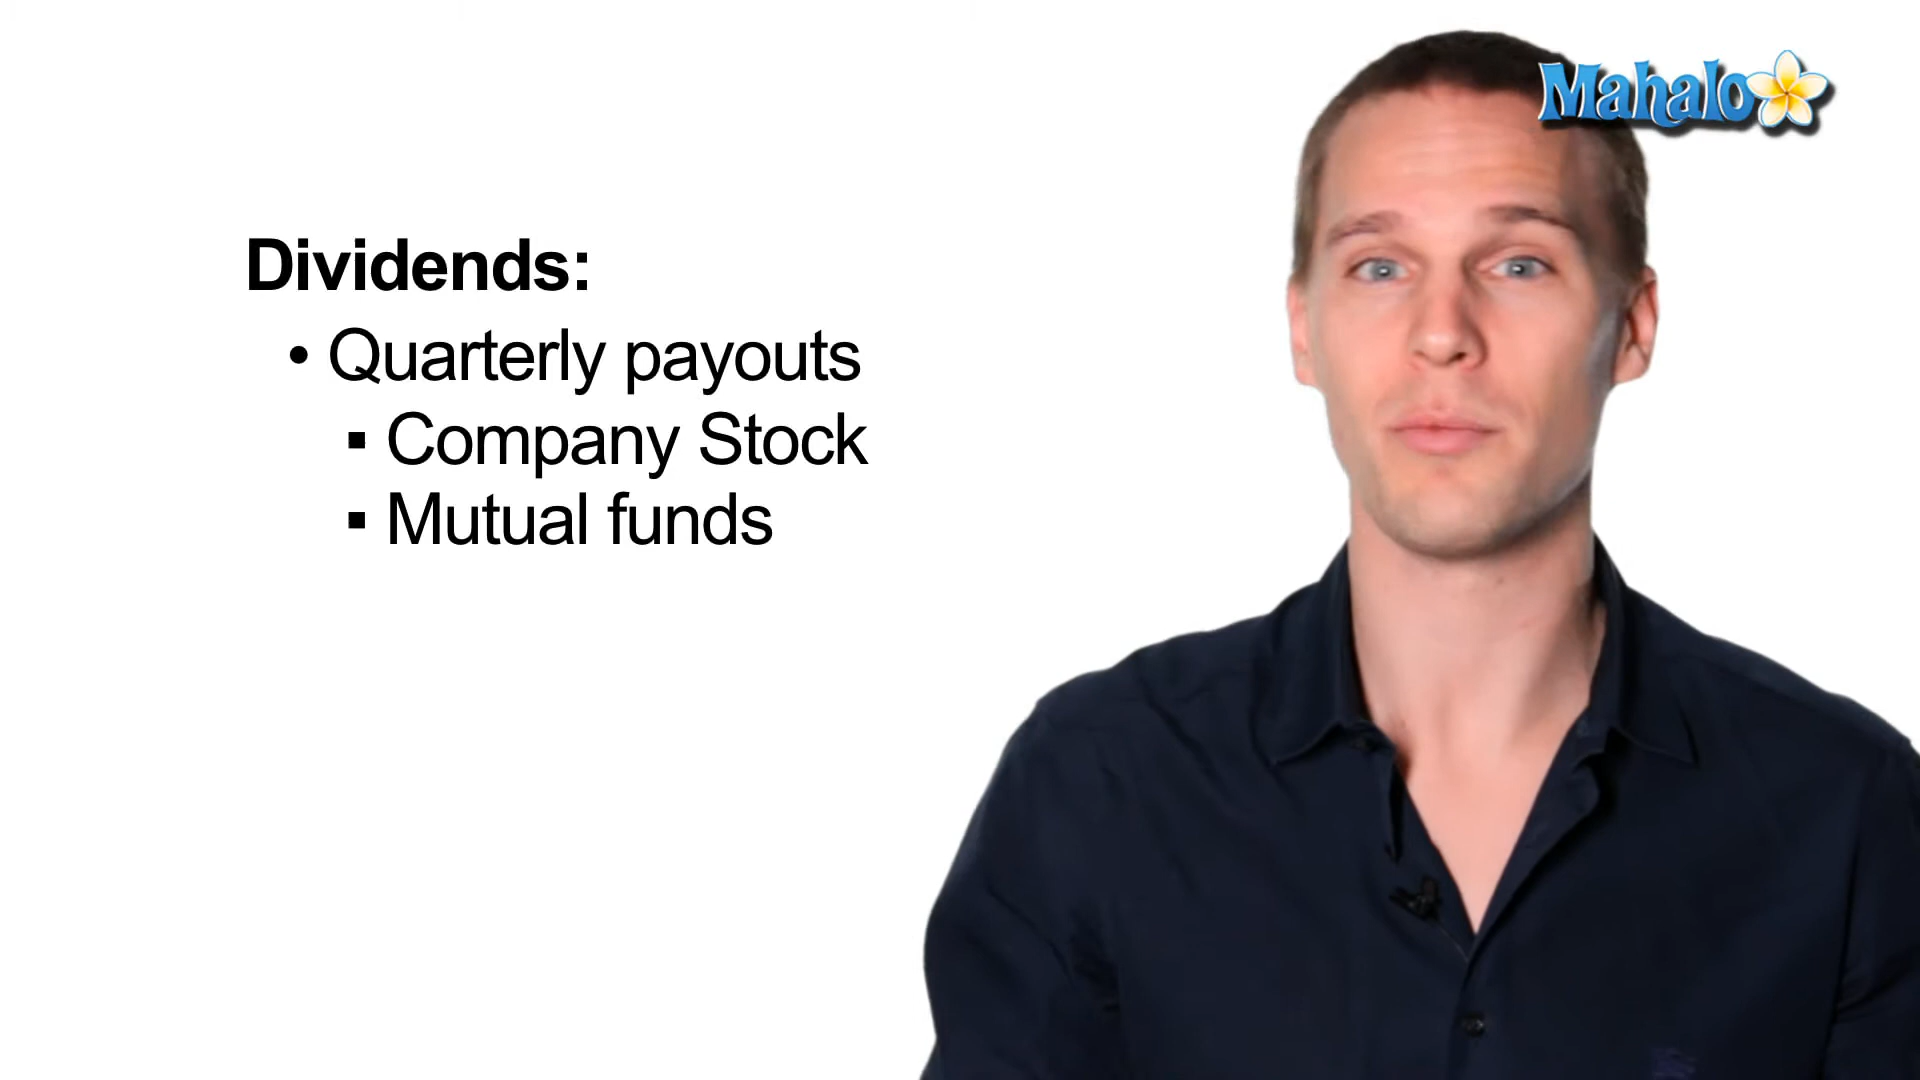 Mahalo
Dividends:
• Quarterly payouts
▪ Company Stock
▪ Mutual funds